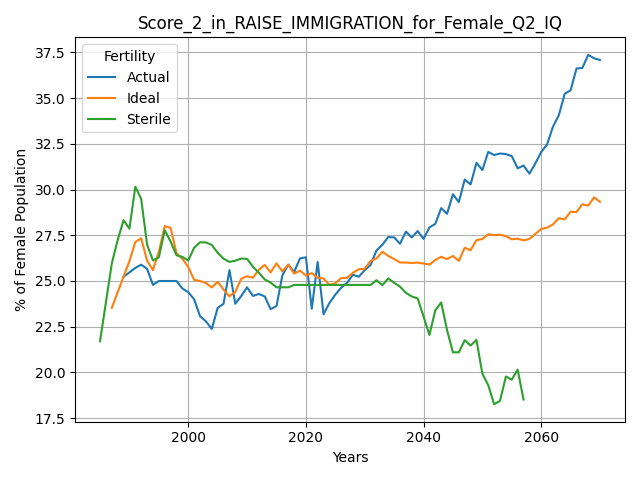 Score_2_in_RAISE_IMMIGRATION_for_Female_Q2_IQ
Fertility
Actual
Ideal
Sterile
% of Female Population
37.5
35.0
32.5
30.0
27.5
25.0
22.5
20.0
17.5
2000
2020
2040
2060
Years